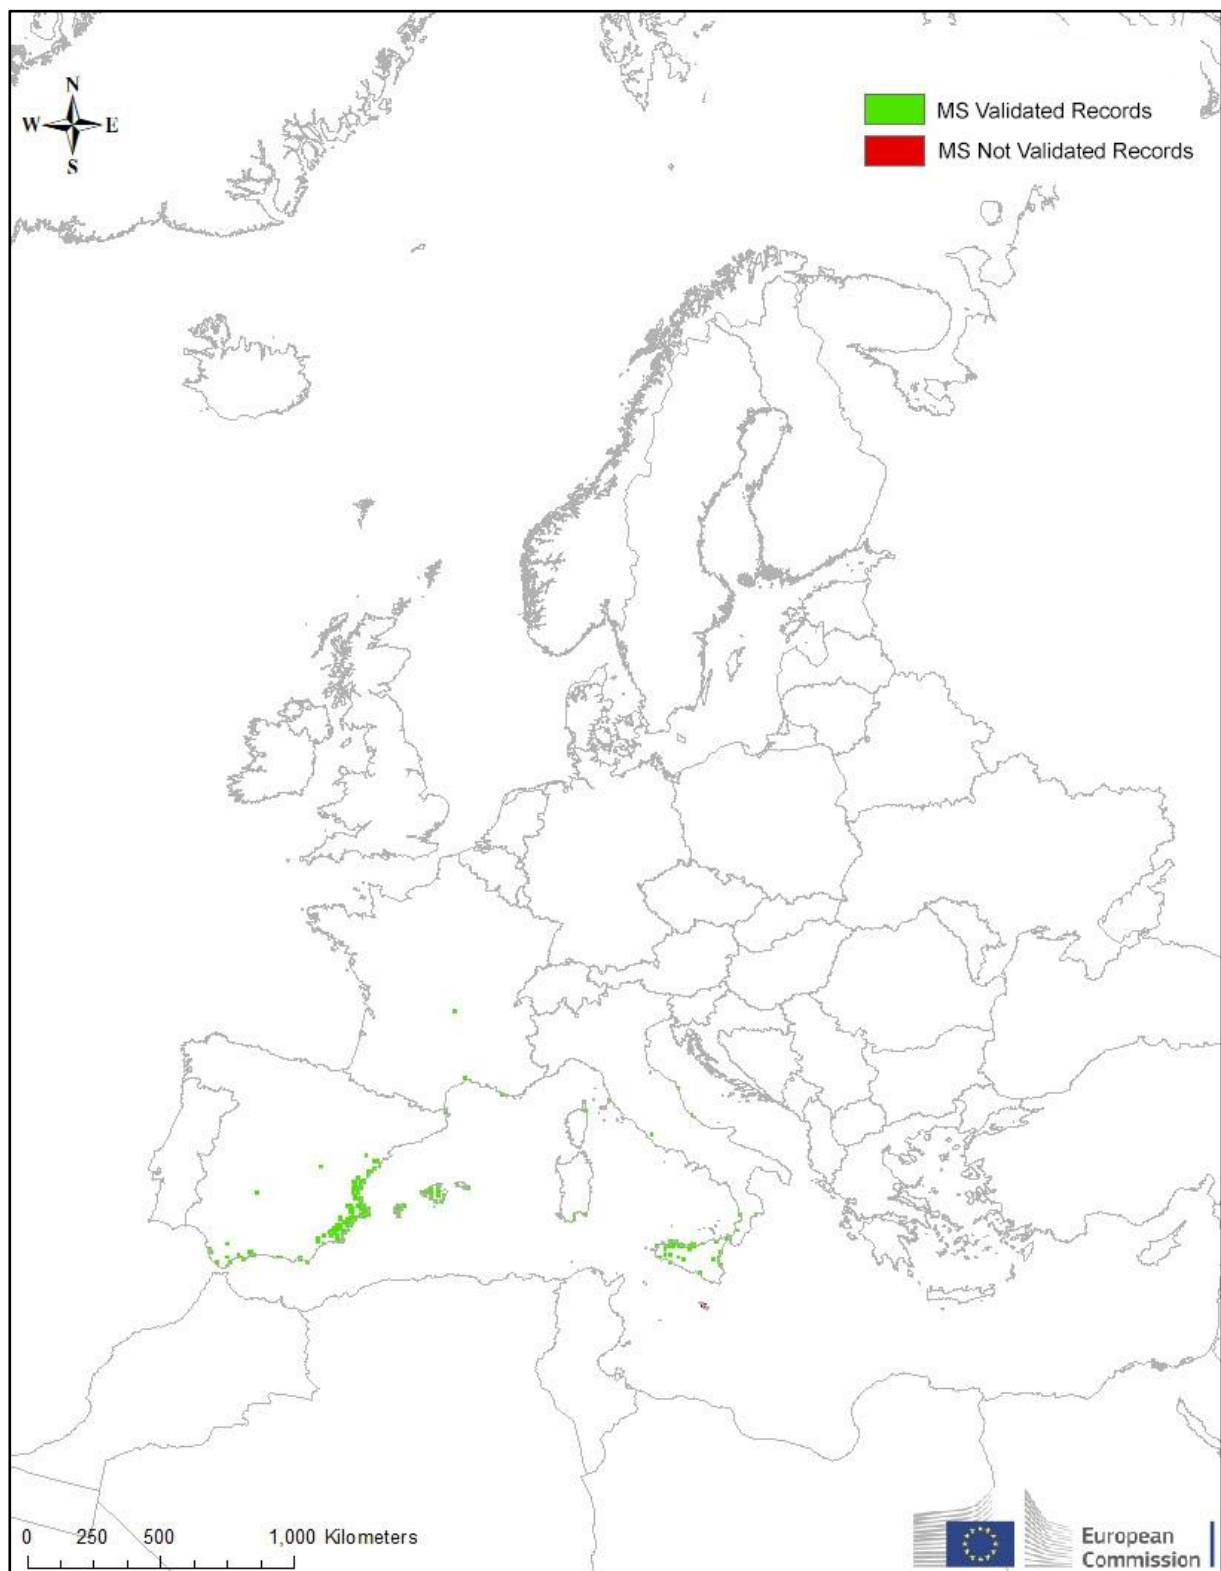 N
W E
S
MS Validated Records
MS Not Validated Records
0 250 500 1,000 Kilometers
European
Commission